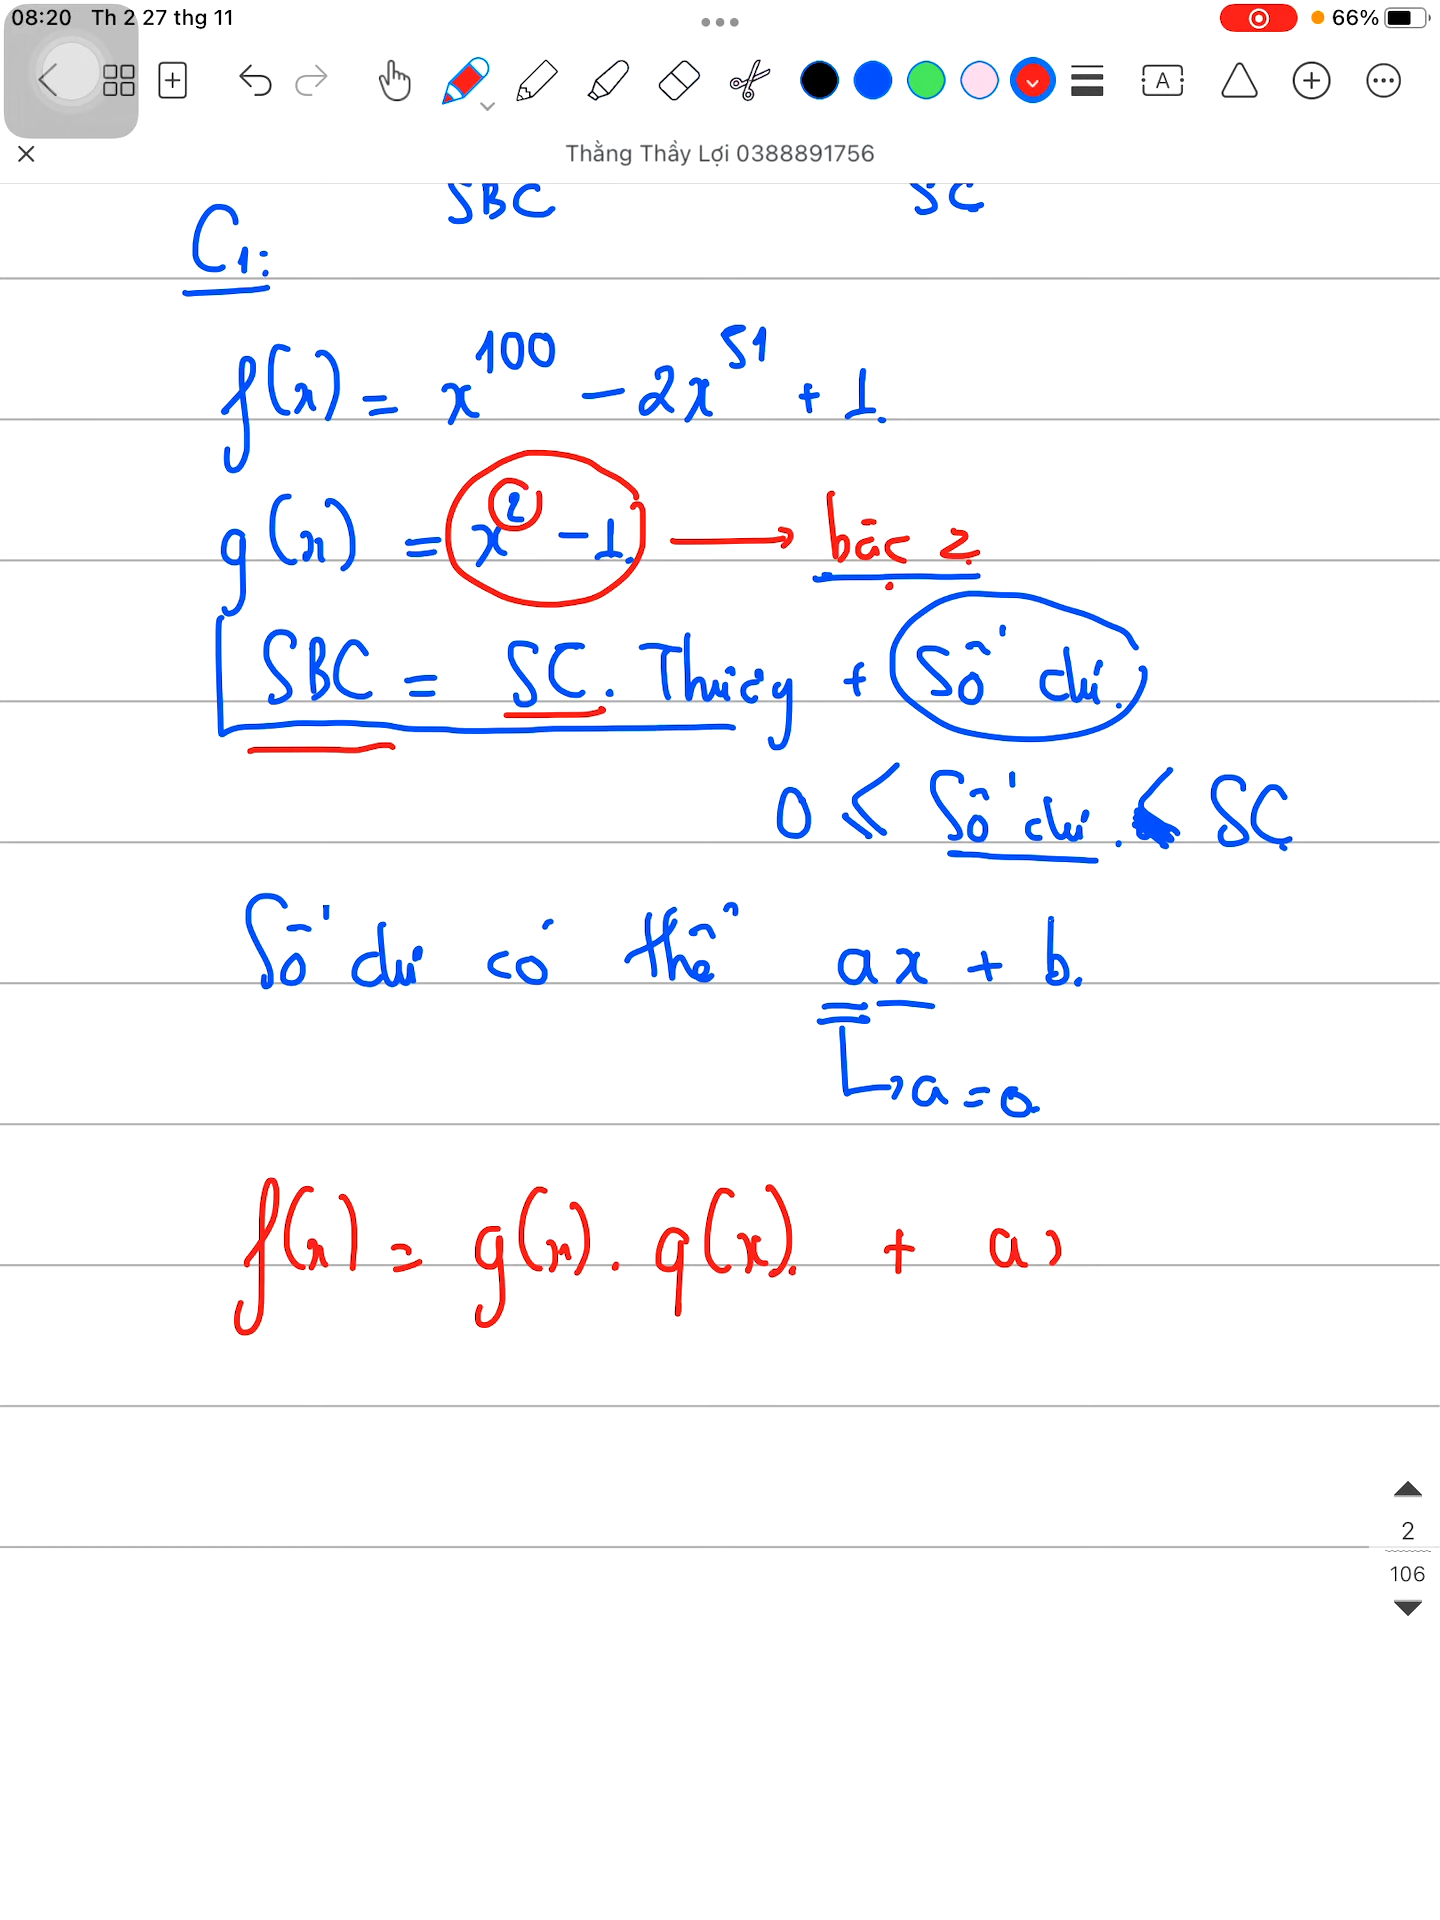 08:20 Th 2 27 thg 11
66%
A
Thằng Thầy Lợi 0388891756
SBC SC
C1:
f(x) = x^100 - 2x^51 + 1.
g(x) = x^2 - 1. → bậc 2
SBC = SC. Thương + Số dư.
0 ≤ Số dư. < SC
Số dư có thể ax + b.
↳ a = 0
f(x) = g(x). q(x). + a
2
106